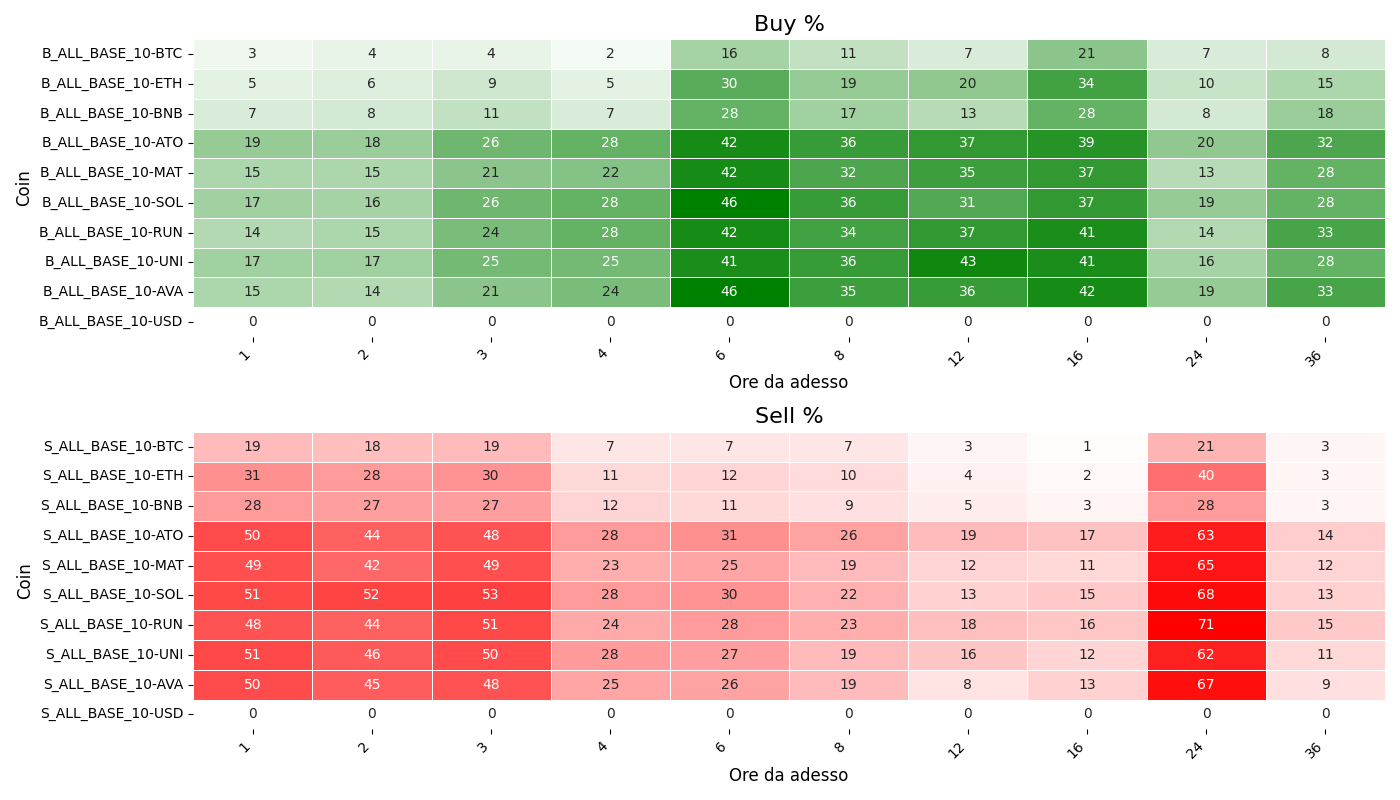 Buy %
Coin
B_ALL_BASE_10-BTC 3 4 4 2 16 11 7 21 7 8
B_ALL_BASE_10-ETH 5 6 9 5 30 19 20 34 10 15
B_ALL_BASE_10-BNB 7 8 11 7 28 17 13 28 8 18
B_ALL_BASE_10-ATO 19 18 26 28 42 36 37 39 20 32
B_ALL_BASE_10-MAT 15 15 21 22 42 32 35 37 13 28
B_ALL_BASE_10-SOL 17 16 26 28 46 36 31 37 19 28
B_ALL_BASE_10-RUN 14 15 24 28 42 34 37 41 14 33
B_ALL_BASE_10-UNI 17 17 25 25 41 36 43 41 16 28
B_ALL_BASE_10-AVA 15 14 21 24 46 35 36 42 19 33
B_ALL_BASE_10-USD 0 0 0 0 0 0 0 0 0 0
1 2 3 4 6 8 12 16 24 36
Ore da adesso
Sell %
Coin
S_ALL_BASE_10-BTC 19 18 19 7 7 7 3 1 21 3
S_ALL_BASE_10-ETH 31 28 30 11 12 10 4 2 40 3
S_ALL_BASE_10-BNB 28 27 27 12 11 9 5 3 28 3
S_ALL_BASE_10-ATO 50 44 48 28 31 26 19 17 63 14
S_ALL_BASE_10-MAT 49 42 49 23 25 19 12 11 65 12
S_ALL_BASE_10-SOL 51 52 53 28 30 22 13 15 68 13
S_ALL_BASE_10-RUN 48 44 51 24 28 23 18 16 71 15
S_ALL_BASE_10-UNI 51 46 50 28 27 19 16 12 62 11
S_ALL_BASE_10-AVA 50 45 48 25 26 19 8 13 67 9
S_ALL_BASE_10-USD 0 0 0 0 0 0 0 0 0 0
1 2 3 4 6 8 12 16 24 36
Ore da adesso